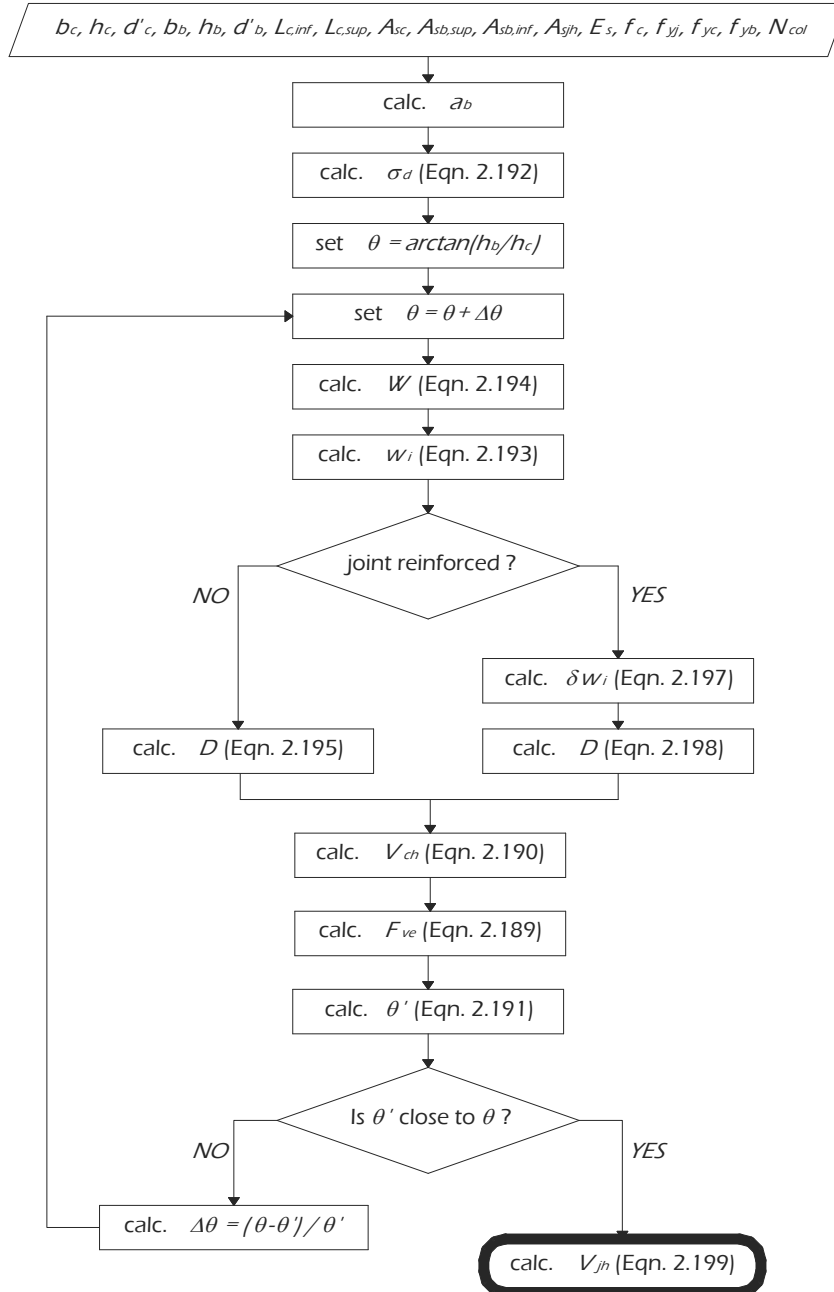 bc, hc, d'c, bb, hb, d'b, Lc,inf, Lc,sup, Asc, Asb,sup, Asb,inf, Asjh, Es, fc, fyj, fyc, fyb, Ncol
calc. ab
calc. σd (Eqn. 2.192)
set θ = arctan(hb/hc)
set θ = θ + Δθ
calc. W (Eqn. 2.194)
calc. wi (Eqn. 2.193)
joint reinforced ?
NO
YES
calc. δwi (Eqn. 2.197)
calc. D (Eqn. 2.195)
calc. D (Eqn. 2.198)
calc. Vch (Eqn. 2.190)
calc. Fve (Eqn. 2.189)
calc. θ' (Eqn. 2.191)
Is θ' close to θ ?
NO
YES
calc. Δθ = (θ-θ') / θ'
calc. Vjh (Eqn. 2.199)